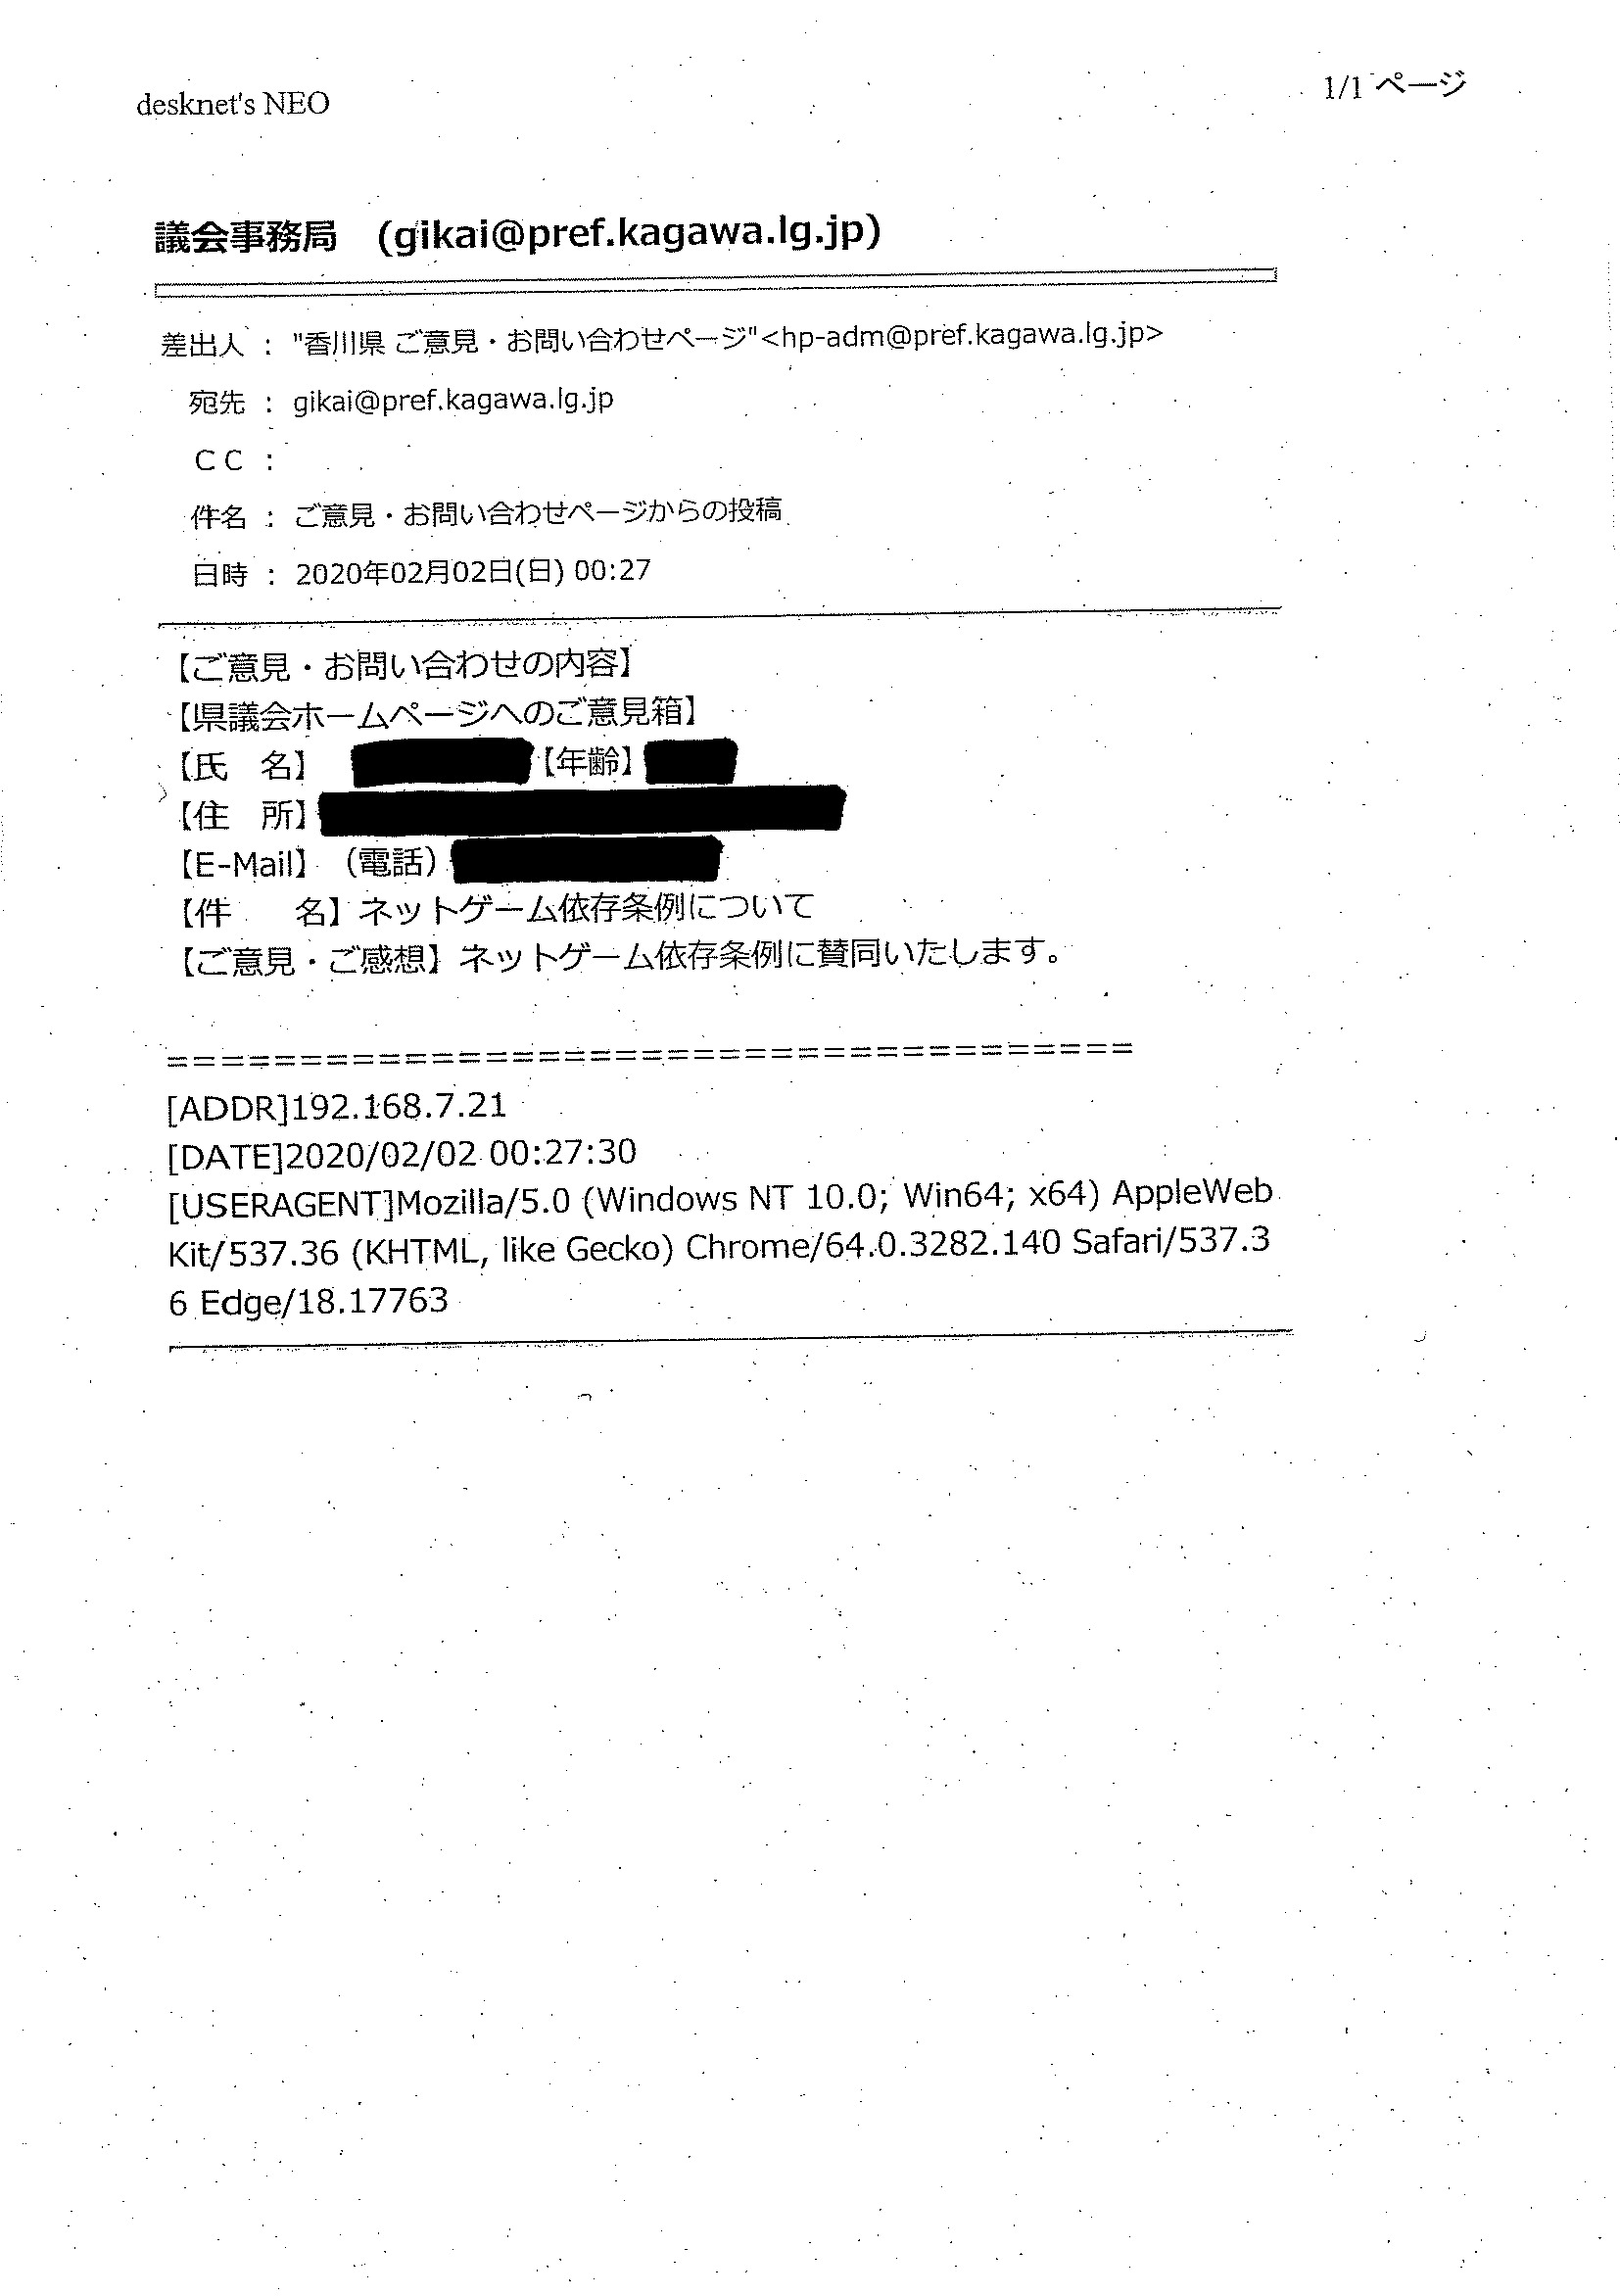 desknet's NEO
1/1 ページ
議会事務局　(gikai@pref.kagawa.lg.jp)
差出人 : "香川県 ご意見・お問い合わせページ"<hp-adm@pref.kagawa.lg.jp>
宛先 : gikai@pref.kagawa.lg.jp
ＣＣ :
件名 : ご意見・お問い合わせページからの投稿
日時 : 2020年02月02日(日) 00:27
【ご意見・お問い合わせの内容】
【県議会ホームページへのご意見箱】
【氏　名】　【年齢】
【住　所】
【E-Mail】（電話）
【件　　名】ネットゲーム依存条例について
【ご意見・ご感想】ネットゲーム依存条例に賛同いたします。
=====================================
[ADDR]192.168.7.21
[DATE]2020/02/02 00:27:30
[USERAGENT]Mozilla/5.0 (Windows NT 10.0; Win64; x64) AppleWeb
Kit/537.36 (KHTML, like Gecko) Chrome/64.0.3282.140 Safari/537.3
6 Edge/18.17763